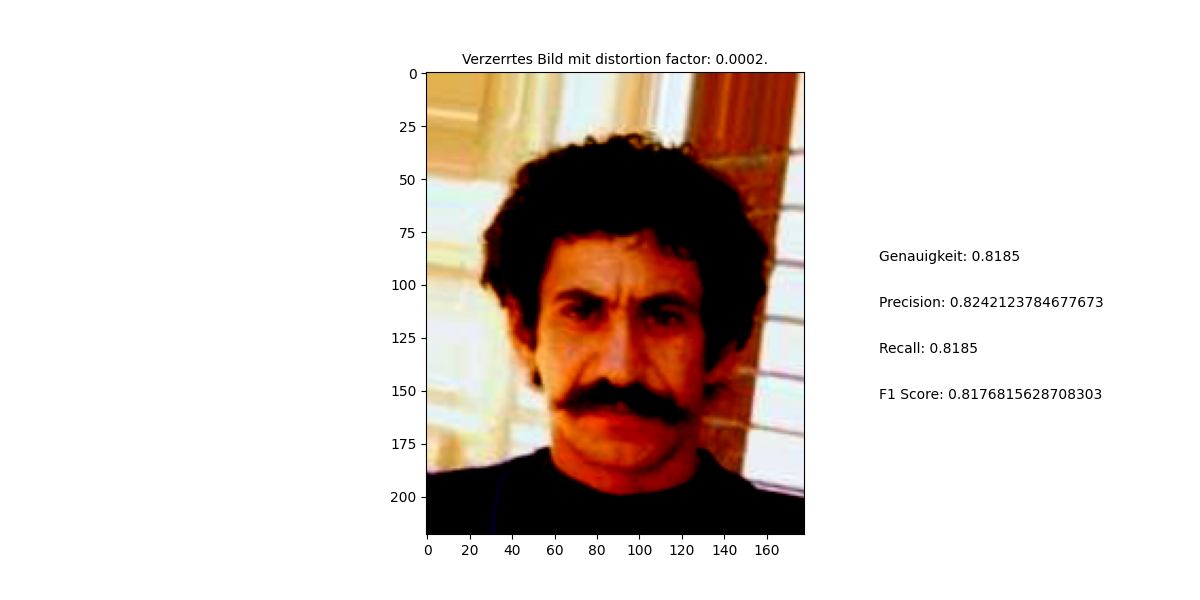 Verzerrtes Bild mit distortion factor: 0.0002.
0
25
50
75
100
125
150
175
200
0 20 40 60 80 100 120 140 160
Genauigkeit: 0.8185
Precision: 0.8242123784677673
Recall: 0.8185
F1 Score: 0.8176815628708303